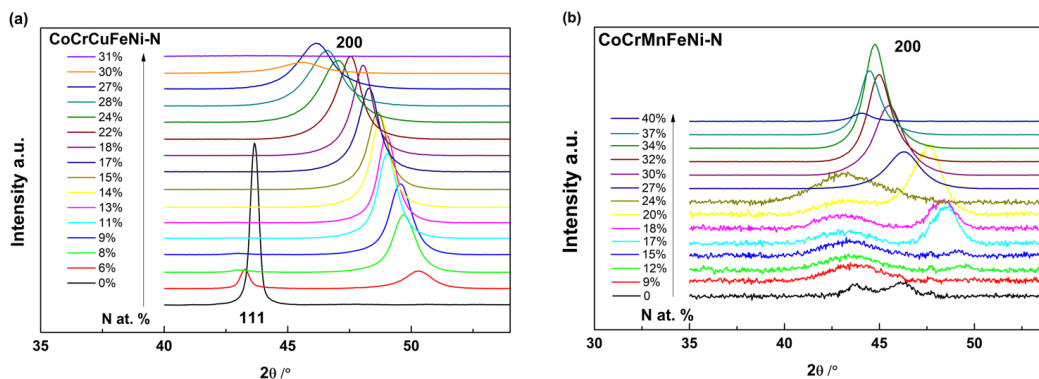 (a)
CoCrCuFeNi-N
200
31%
30%
27%
28%
24%
22%
18%
17%
15%
14%
13%
11%
9%
8%
6%
0%
N at. %
111
Intensity a.u.
35 40 45 50
2θ /°
(b)
CoCrMnFeNi-N
200
40%
37%
34%
32%
30%
27%
24%
20%
18%
17%
15%
12%
9%
0
N at. %
Intensity a.u.
30 35 40 45 50
2θ /°